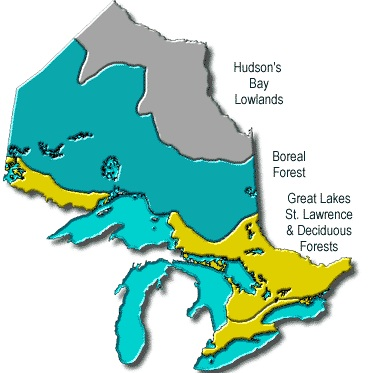 Hudson's
Bay
Lowlands
Boreal
Forest
Great Lakes
St. Lawrence
& Deciduous
Forests